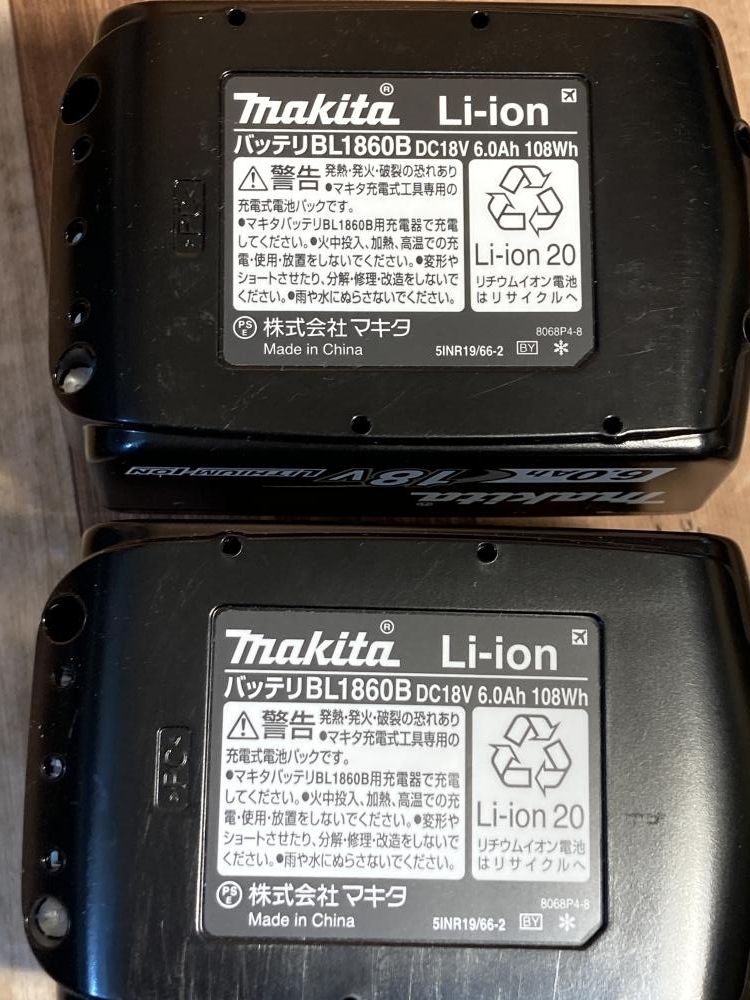 makita® Li-ion
バッテリBL1860B DC18V 6.0Ah 108Wh
警告 発熱・発火・破裂の恐れあり
●マキタ充電式工具専用の
充電式電池パックです。
●マキタバッテリBL1860B用充電器で充電
してください。●火中投入、加熱、高温での充
電・使用・放置をしないでください。●変形や
ショートさせたり、分解・修理・改造をしないで
ください。●雨や水にぬらさないでください。
Li-ion 20
リチウムイオン電池
はリサイクルへ
PS
E 株式会社マキタ
8068P4-8
Made in China
5INR19/66-2 BY *
>PC<
6.0Ah 18V LITHIUM-ION
makita®
makita® Li-ion
バッテリBL1860B DC18V 6.0Ah 108Wh
警告 発熱・発火・破裂の恐れあり
●マキタ充電式工具専用の
充電式電池パックです。
●マキタバッテリBL1860B用充電器で充電
してください。●火中投入、加熱、高温での充
電・使用・放置をしないでください。●変形や
ショートさせたり、分解・修理・改造をしないで
ください。●雨や水にぬらさないでください。
Li-ion 20
リチウムイオン電池
はリサイクルへ
PS
E 株式会社マキタ
8068P4-8
Made in China
5INR19/66-2 BY *
>PC<